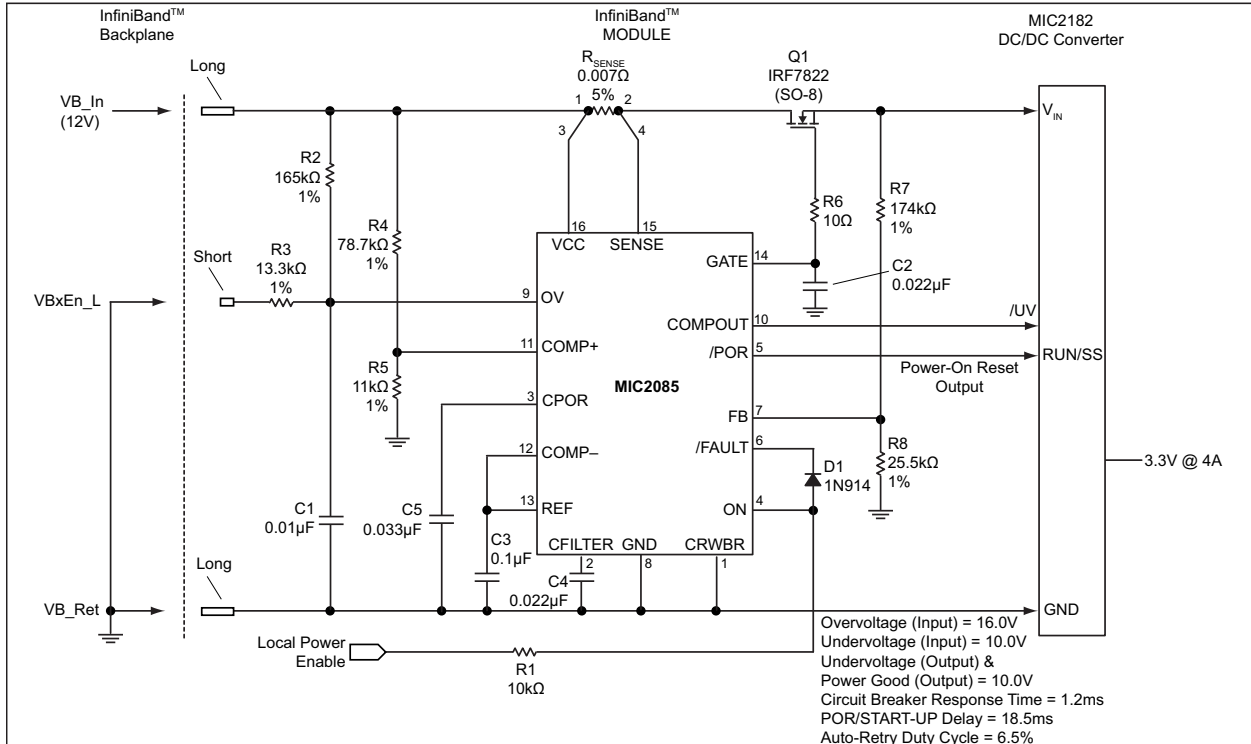 InfiniBand™
Backplane
InfiniBand™
MODULE
MIC2182
DC/DC Converter
Long
RSENSE
0.007Ω
5%
Q1
IRF7822
(SO-8)
VB_In
(12V)
1
2
3
4
VIN
R2
165kΩ
1%
R4
78.7kΩ
1%
R6
10Ω
R7
174kΩ
1%
16
VCC
15
SENSE
Short
R3
13.3kΩ
1%
VBxEn_L
9
OV
GATE
14
C2
0.022µF
COMPOUT
10
/UV
11
COMP+
/POR
5
RUN/SS
Power-On Reset
Output
R5
11kΩ
1%
MIC2085
3
CPOR
FB
7
12
COMP–
/FAULT
6
R8
25.5kΩ
1%
D1
1N914
3.3V @ 4A
13
REF
ON
4
C1
0.01µF
C5
0.033µF
C3
0.1µF
CFILTER
GND
CRWBR
2
8
1
C4
0.022µF
Long
VB_Ret
GND
Local Power
Enable
R1
10kΩ
Overvoltage (Input) = 16.0V
Undervoltage (Input) = 10.0V
Undervoltage (Output) &
Power Good (Output) = 10.0V
Circuit Breaker Response Time = 1.2ms
POR/START-UP Delay = 18.5ms
Auto-Retry Duty Cycle = 6.5%